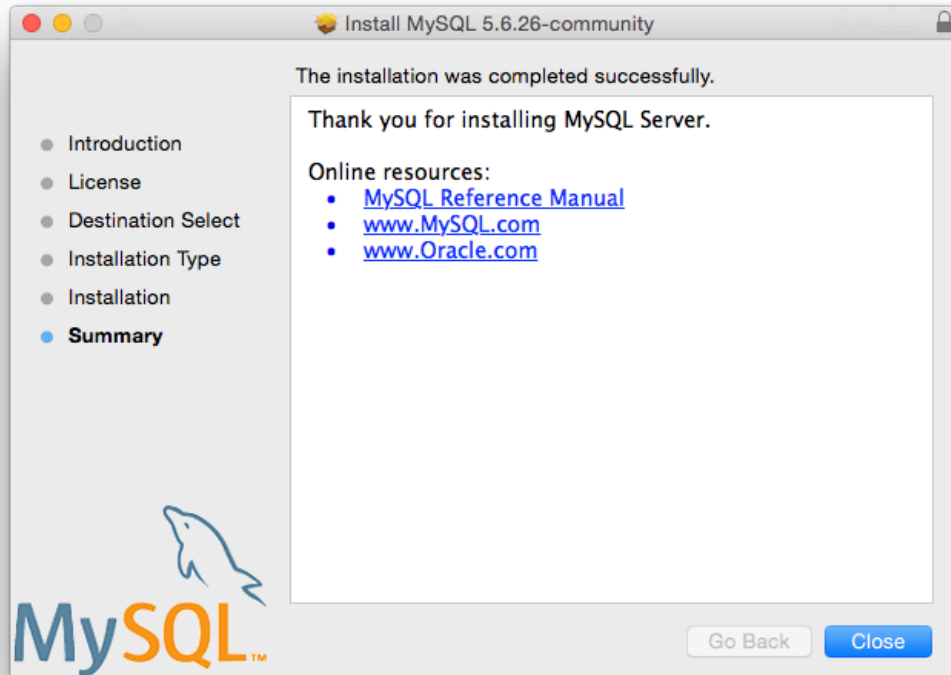 Install MySQL 5.6.26-community
The installation was completed successfully.
Introduction
License
Destination Select
Installation Type
Installation
Summary
Thank you for installing MySQL Server.
Online resources:
• MySQL Reference Manual
• www.MySQL.com
• www.Oracle.com
MySQL™
Go Back
Close